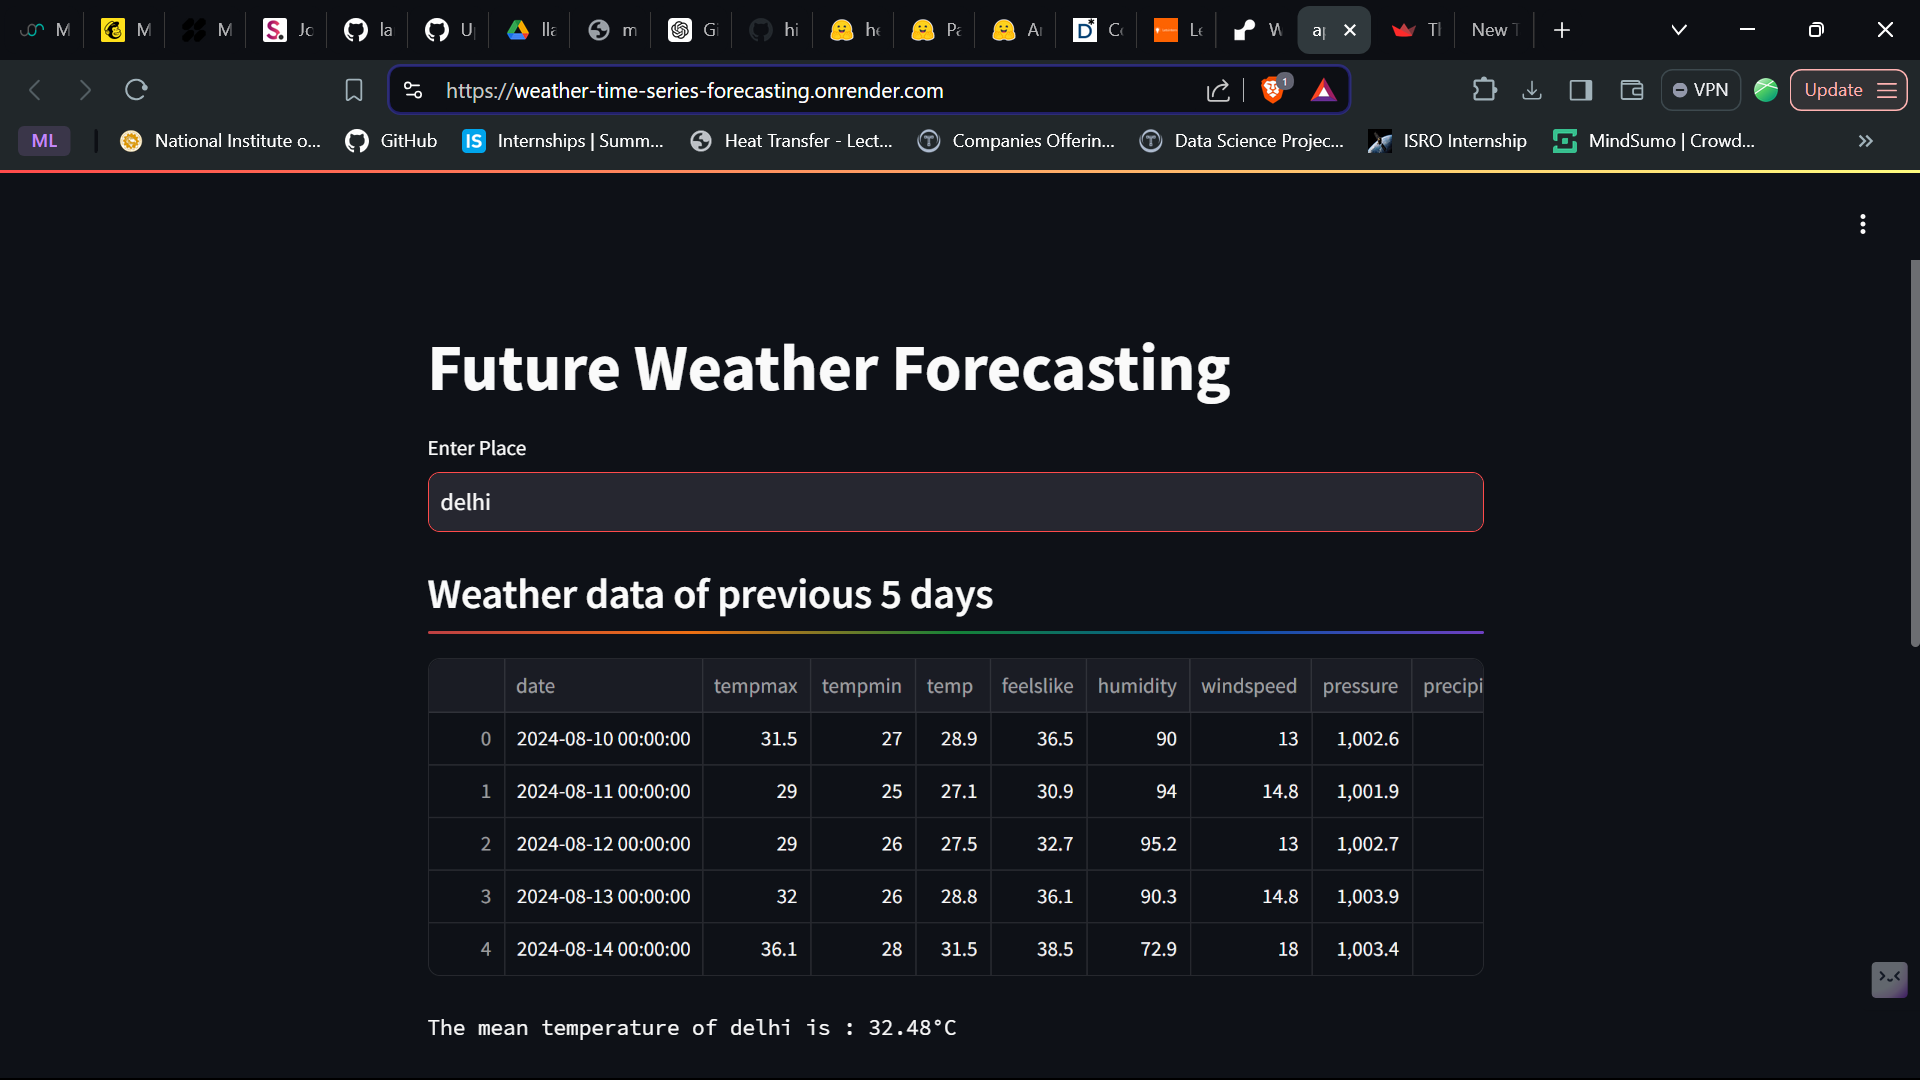 M M M Jo la U lla m Gi hi he Pa Ar Co Le W ap Th New T
https://weather-time-series-forecasting.onrender.com 1 VPN Update
ML National Institute o... GitHub IS Internships | Summ... Heat Transfer - Lect... Companies Offerin... Data Science Projec... ISRO Internship MindSumo | Crowd...
Future Weather Forecasting
Enter Place
delhi
Weather data of previous 5 days
date tempmax tempmin temp feelslike humidity windspeed pressure precipi
0 2024-08-10 00:00:00 31.5 27 28.9 36.5 90 13 1,002.6
1 2024-08-11 00:00:00 29 25 27.1 30.9 94 14.8 1,001.9
2 2024-08-12 00:00:00 29 26 27.5 32.7 95.2 13 1,002.7
3 2024-08-13 00:00:00 32 26 28.8 36.1 90.3 14.8 1,003.9
4 2024-08-14 00:00:00 36.1 28 31.5 38.5 72.9 18 1,003.4
The mean temperature of delhi is : 32.48°C